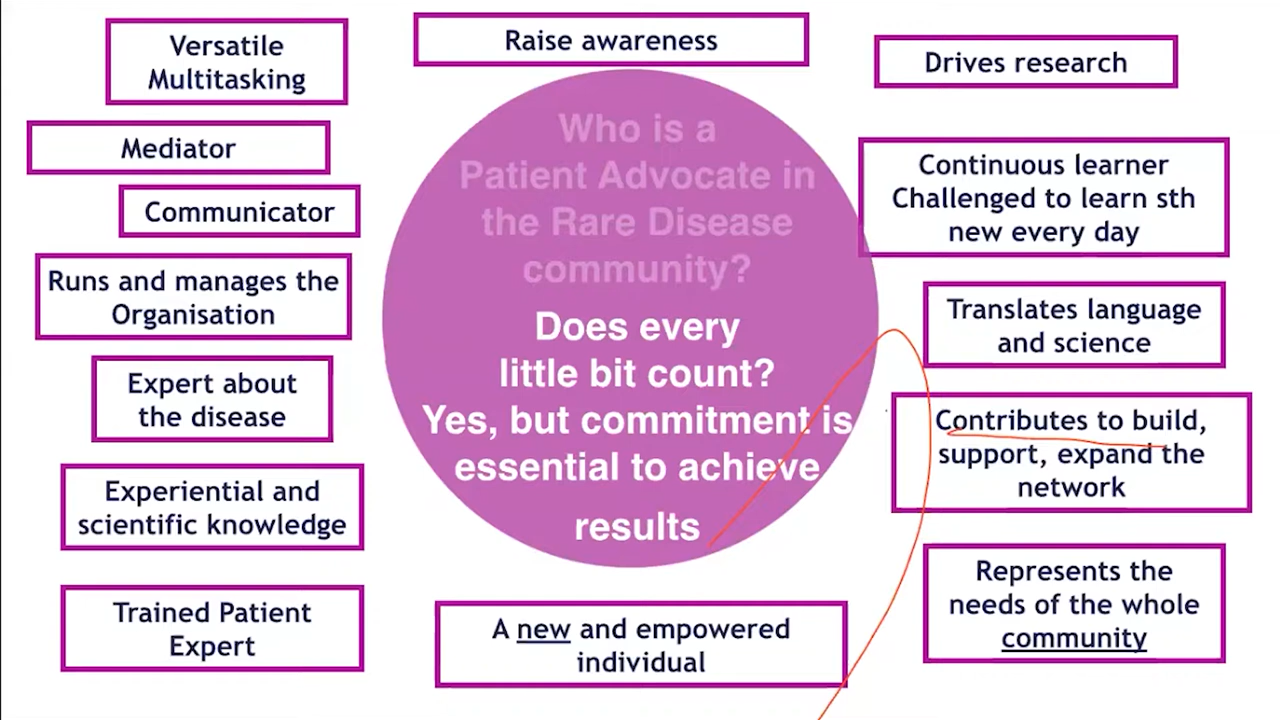 Versatile
Multitasking
Raise awareness
Drives research
Mediator
Communicator
Runs and manages the
Organisation
Expert about
the disease
Experiential and
scientific knowledge
Trained Patient
Expert
Who is a
Patient Advocate in
the Rare Disease
community?
Does every
little bit count?
Yes, but commitment is
essential to achieve
results
A new and empowered
individual
Continuous learner
Challenged to learn sth
new every day
Translates language
and science
Contributes to build,
support, expand the
network
Represents the
needs of the whole
community